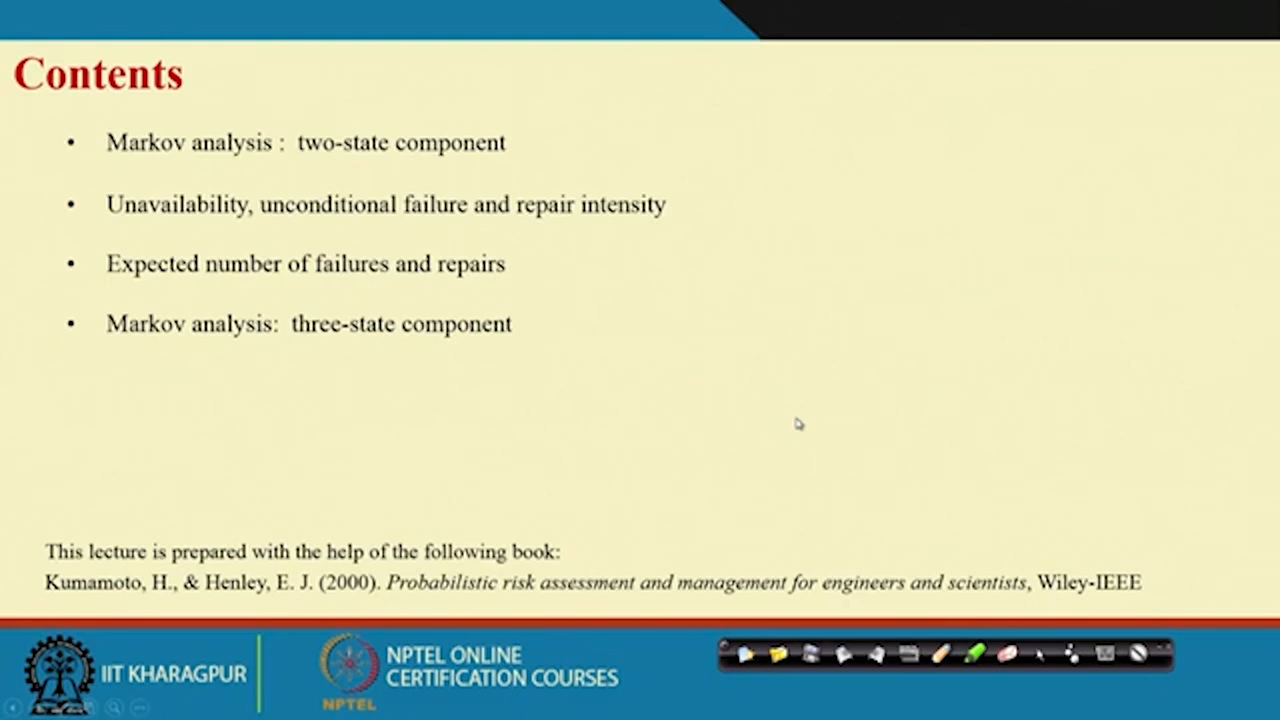 Contents
• Markov analysis : two-state component
• Unavailability, unconditional failure and repair intensity
• Expected number of failures and repairs
• Markov analysis: three-state component
This lecture is prepared with the help of the following book:
Kumamoto, H., & Henley, E. J. (2000). Probabilistic risk assessment and management for engineers and scientists, Wiley-IEEE
IIT KHARAGPUR
NPTEL ONLINE
CERTIFICATION COURSES
NPTEL